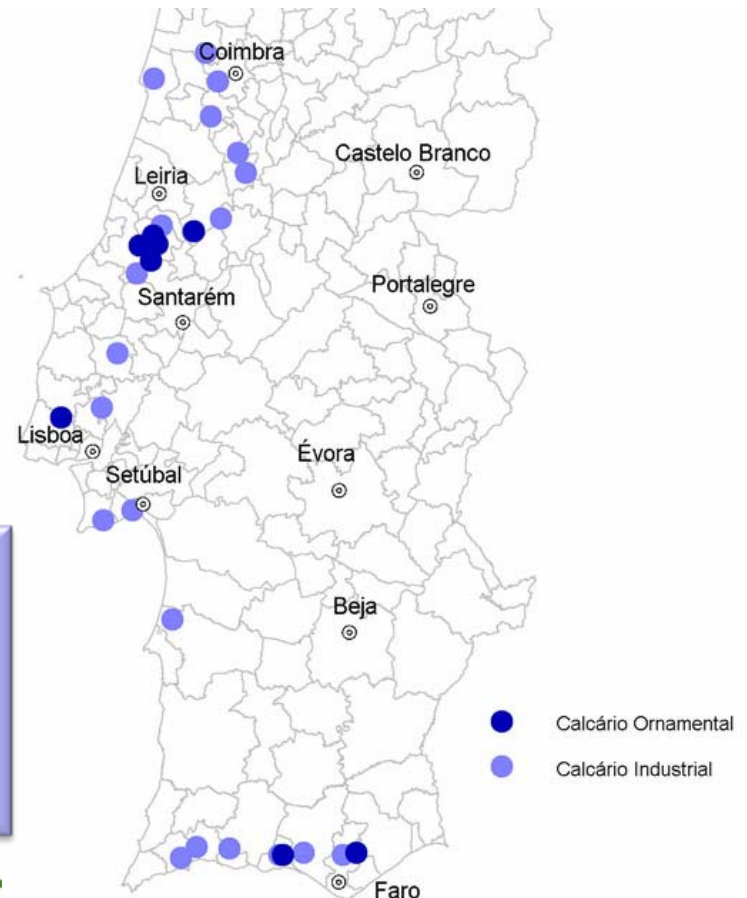 Coimbra
Castelo Branco
Leiria
Portalegre
Santarém
Lisboa
Évora
Setúbal
Beja
Calcário Ornamental
Calcário Industrial
Faro